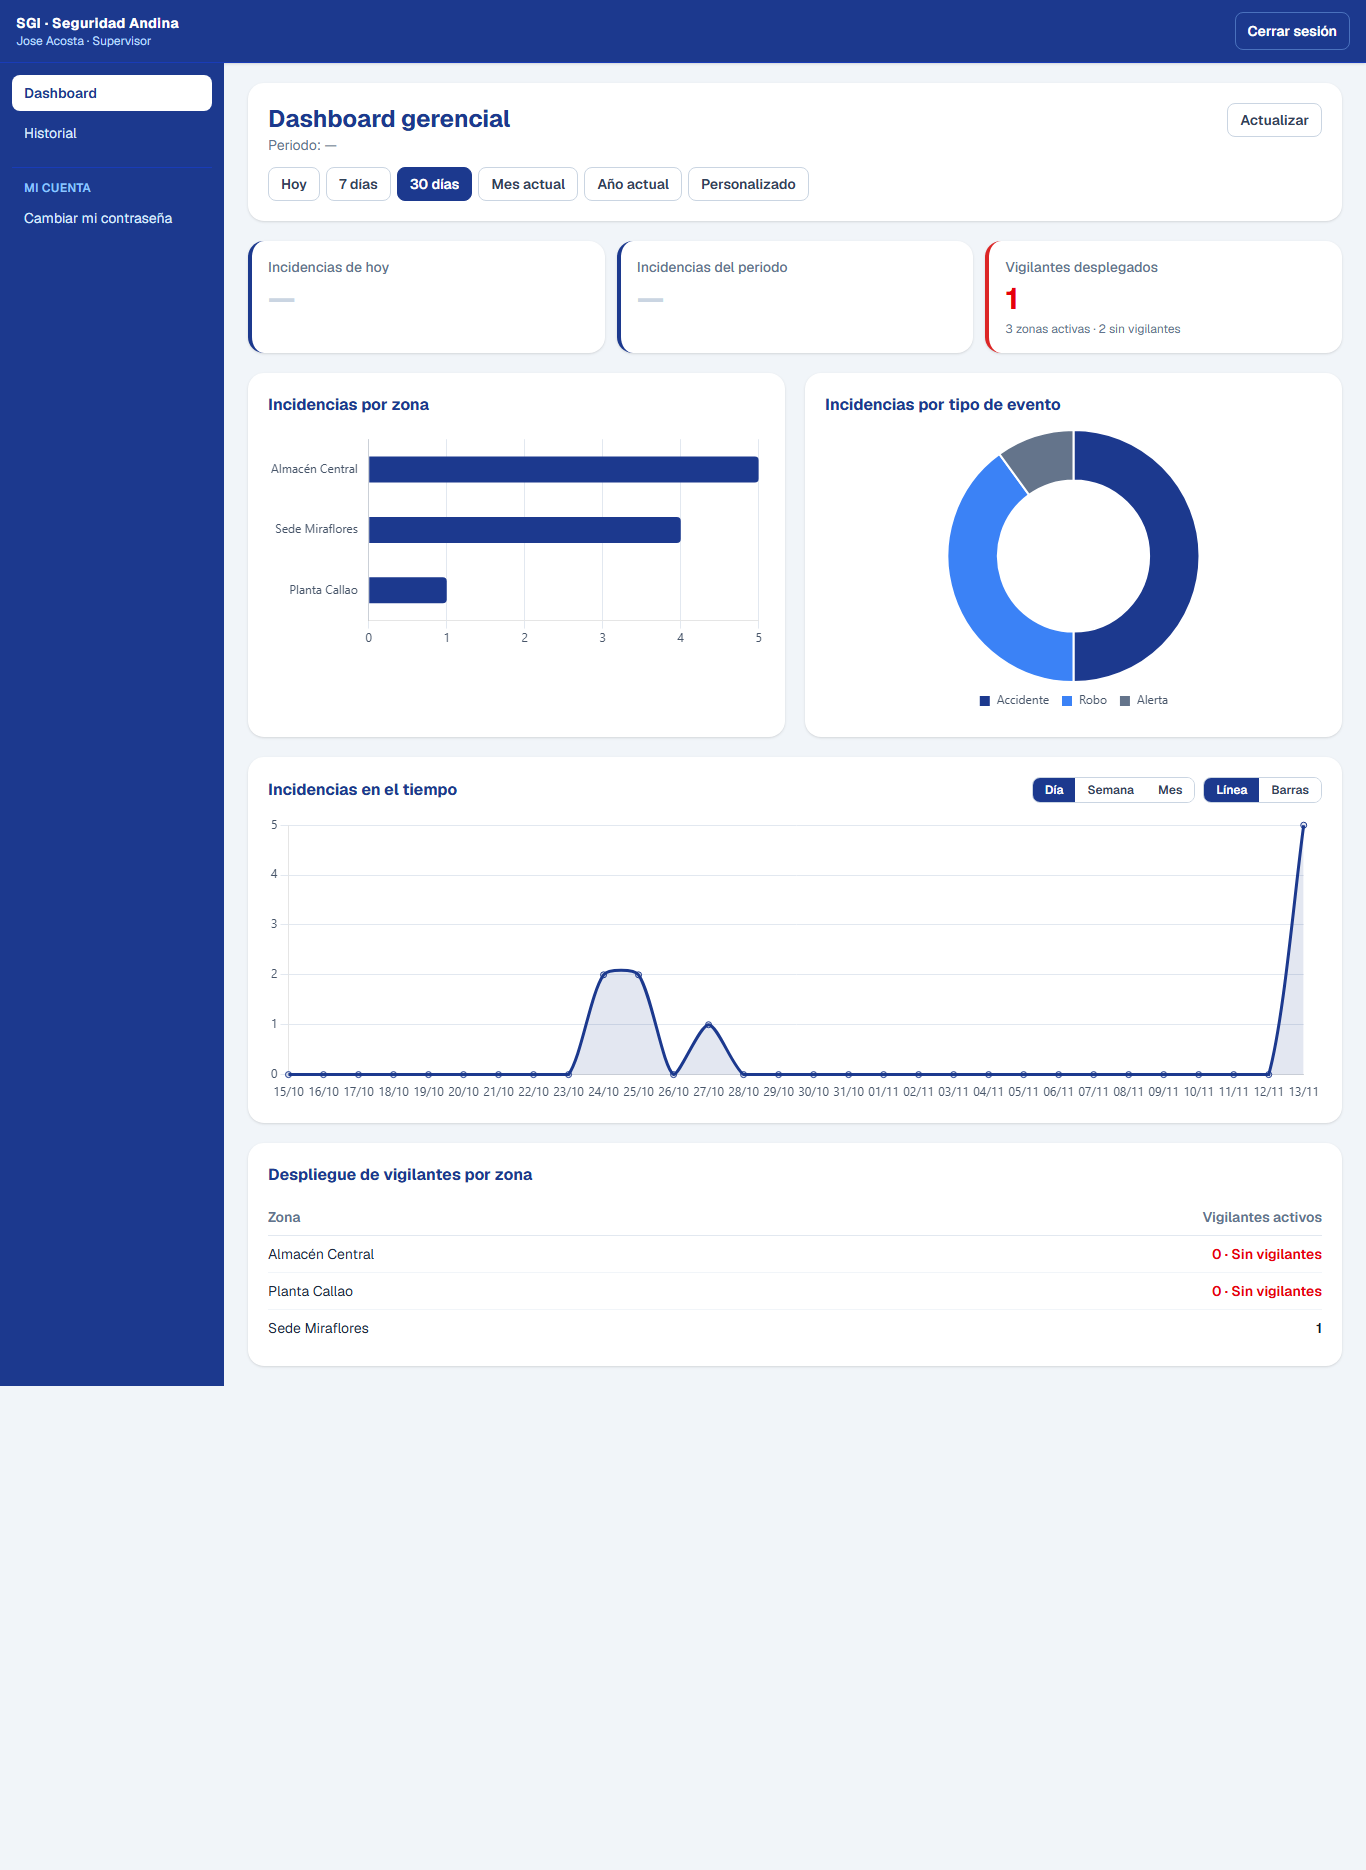 SGI · Seguridad Andina
Jose Acosta · Supervisor
Cerrar sesión
Dashboard
Historial
MI CUENTA
Cambiar mi contraseña
Dashboard gerencial
Actualizar
Periodo: —
Hoy 7 días 30 días Mes actual Año actual Personalizado
Incidencias de hoy
—
Incidencias del periodo
—
Vigilantes desplegados
1
3 zonas activas · 2 sin vigilantes
Incidencias por zona
Almacén Central
Sede Miraflores
Planta Callao
0 1 2 3 4 5
Incidencias por tipo de evento
Accidente Robo Alerta
Incidencias en el tiempo
Día Semana Mes Línea Barras
5
4
3
2
1
0
15/10 16/10 17/10 18/10 19/10 20/10 21/10 22/10 23/10 24/10 25/10 26/10 27/10 28/10 29/10 30/10 31/10 01/11 02/11 03/11 04/11 05/11 06/11 07/11 08/11 09/11 10/11 11/11 12/11 13/11
Despliegue de vigilantes por zona
Zona Vigilantes activos
Almacén Central 0 · Sin vigilantes
Planta Callao 0 · Sin vigilantes
Sede Miraflores 1